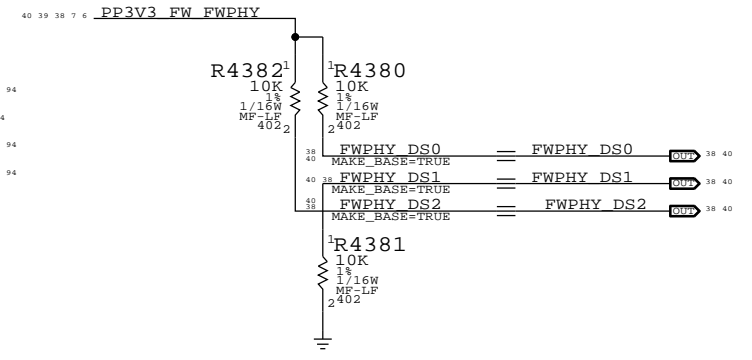 40 39 38 7 6 PP3V3_FW_FWPHY
R4382 1
10K
1%
1/16W
MF-LF
402 2
1 R4380
10K
1%
1/16W
MF-LF
2 402
94
4
94
94
38 40 FWPHY_DS0 = FWPHY_DS0 OUT 38 40
MAKE_BASE=TRUE
40 38 FWPHY_DS1 = FWPHY_DS1 OUT 38 40
MAKE_BASE=TRUE
40 38 FWPHY_DS2 = FWPHY_DS2 OUT 38 40
MAKE_BASE=TRUE
1 R4381
10K
1%
1/16W
MF-LF
2 402